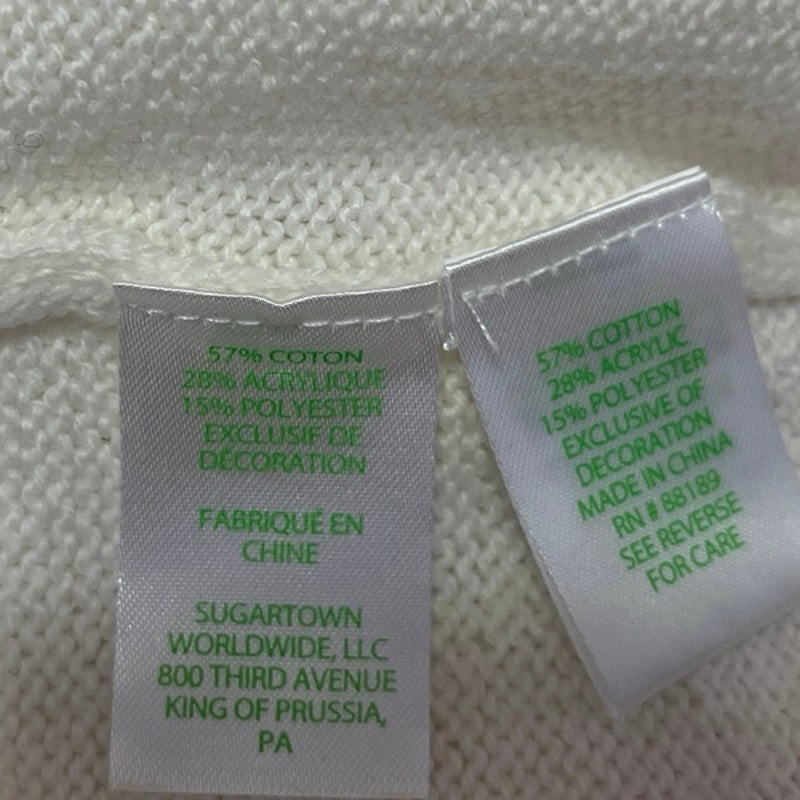 57% COTON
28% ACRYLIQUE
15% POLYESTER
EXCLUSIF DE
DÉCORATION
FABRIQUÉ EN
CHINE
SUGARTOWN
WORLDWIDE, LLC
800 THIRD AVENUE
KING OF PRUSSIA,
PA
57% COTTON
28% ACRYLIC
15% POLYESTER
EXCLUSIVE OF
DECORATION
MADE IN CHINA
RN # 88189
SEE REVERSE
FOR CARE